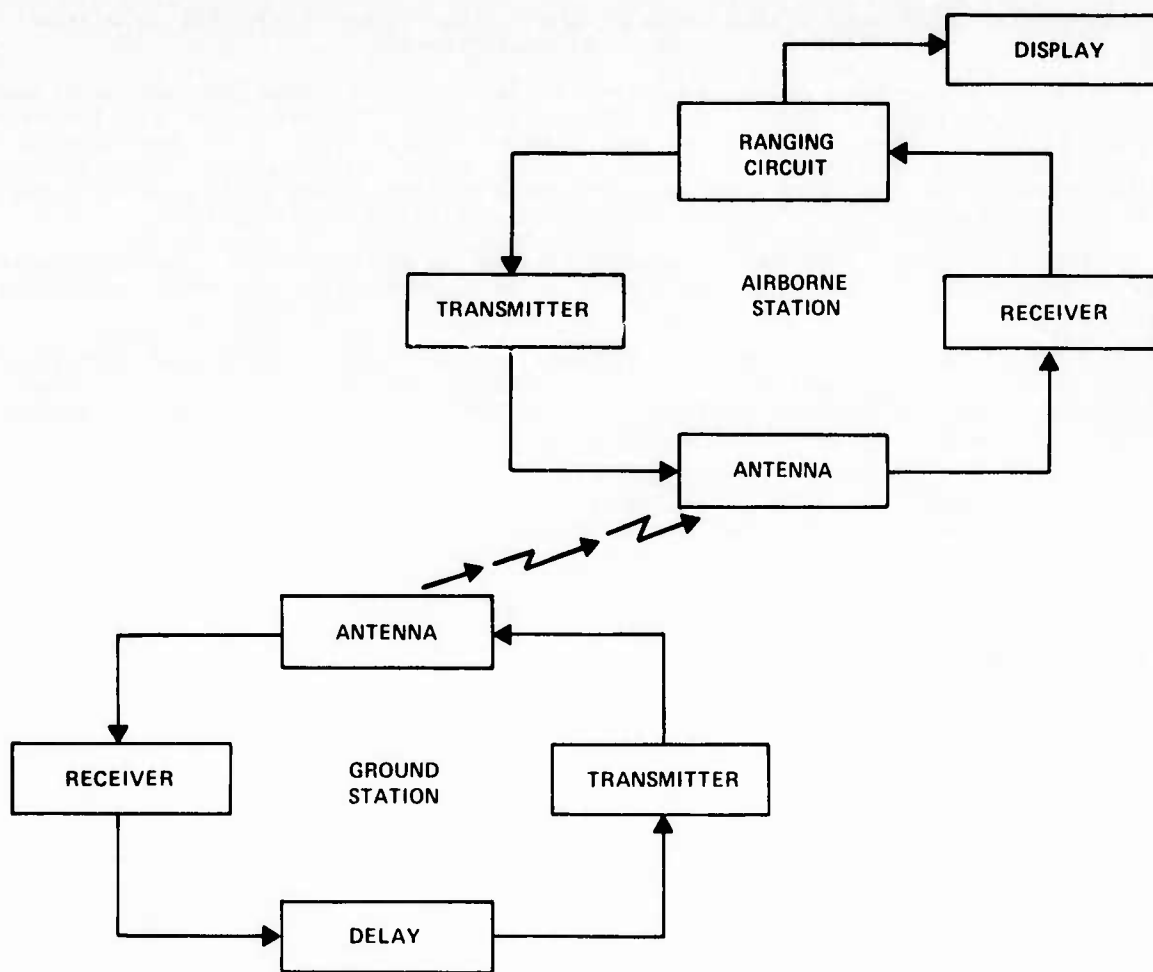 DISPLAY
RANGING
CIRCUIT
TRANSMITTER
AIRBORNE
STATION
RECEIVER
ANTENNA
ANTENNA
RECEIVER
GROUND
STATION
TRANSMITTER
DELAY